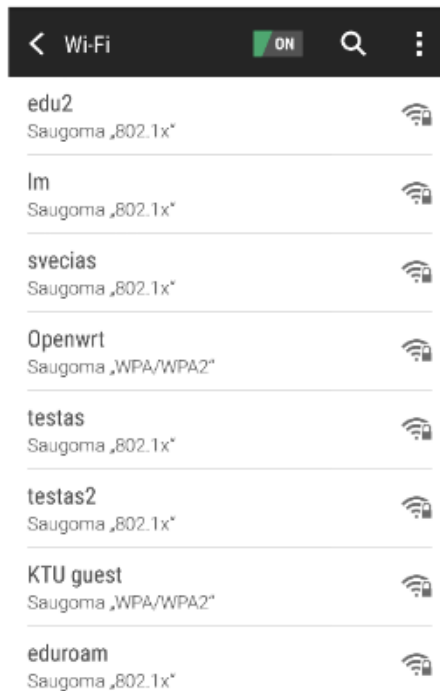 Wi-Fi ON
edu2
Saugoma „802.1x“
lm
Saugoma „802.1x“
svecias
Saugoma „802.1x“
Openwrt
Saugoma „WPA/WPA2“
testas
Saugoma „802.1x“
testas2
Saugoma „802.1x“
KTU guest
Saugoma „WPA/WPA2“
eduroam
Saugoma „802.1x“